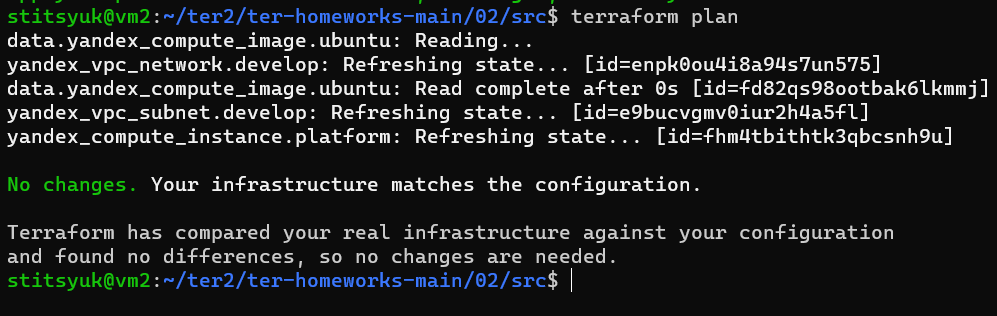 stitsyuk@vm2:~/ter2/ter-homeworks-main/02/src$ terraform plan
data.yandex_compute_image.ubuntu: Reading...
yandex_vpc_network.develop: Refreshing state... [id=enpk0ou4i8a94s7un575]
data.yandex_compute_image.ubuntu: Read complete after 0s [id=fd82qs98ootbak6lkmmj]
yandex_vpc_subnet.develop: Refreshing state... [id=e9bucvgmv0iur2h4a5fl]
yandex_compute_instance.platform: Refreshing state... [id=fhm4tbithtk3qbcsnh9u]
No changes. Your infrastructure matches the configuration.
Terraform has compared your real infrastructure against your configuration
and found no differences, so no changes are needed.
stitsyuk@vm2:~/ter2/ter-homeworks-main/02/src$